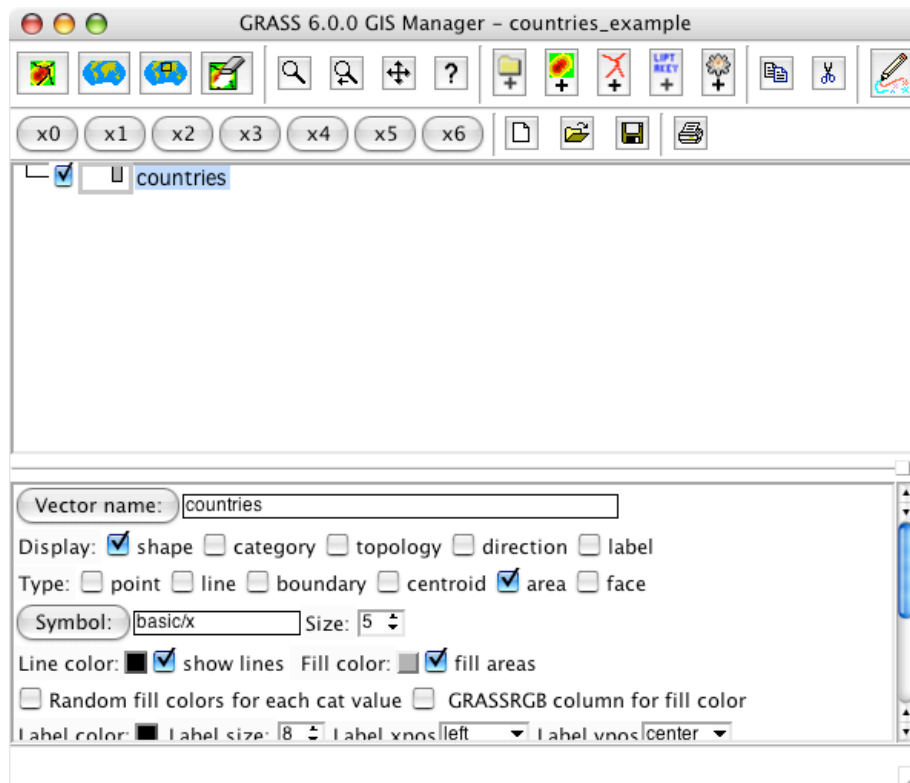 GRASS 6.0.0 GIS Manager – countries_example
?
x0 x1 x2 x3 x4 x5 x6
countries
Vector name: countries
Display: shape category topology direction label
Type: point line boundary centroid area face
Symbol: basic/x Size: 5
Line color: show lines Fill color: fill areas
Random fill colors for each cat value GRASSRGB column for fill color
Label color: Label size: 8 Label xpos left Label ypos center